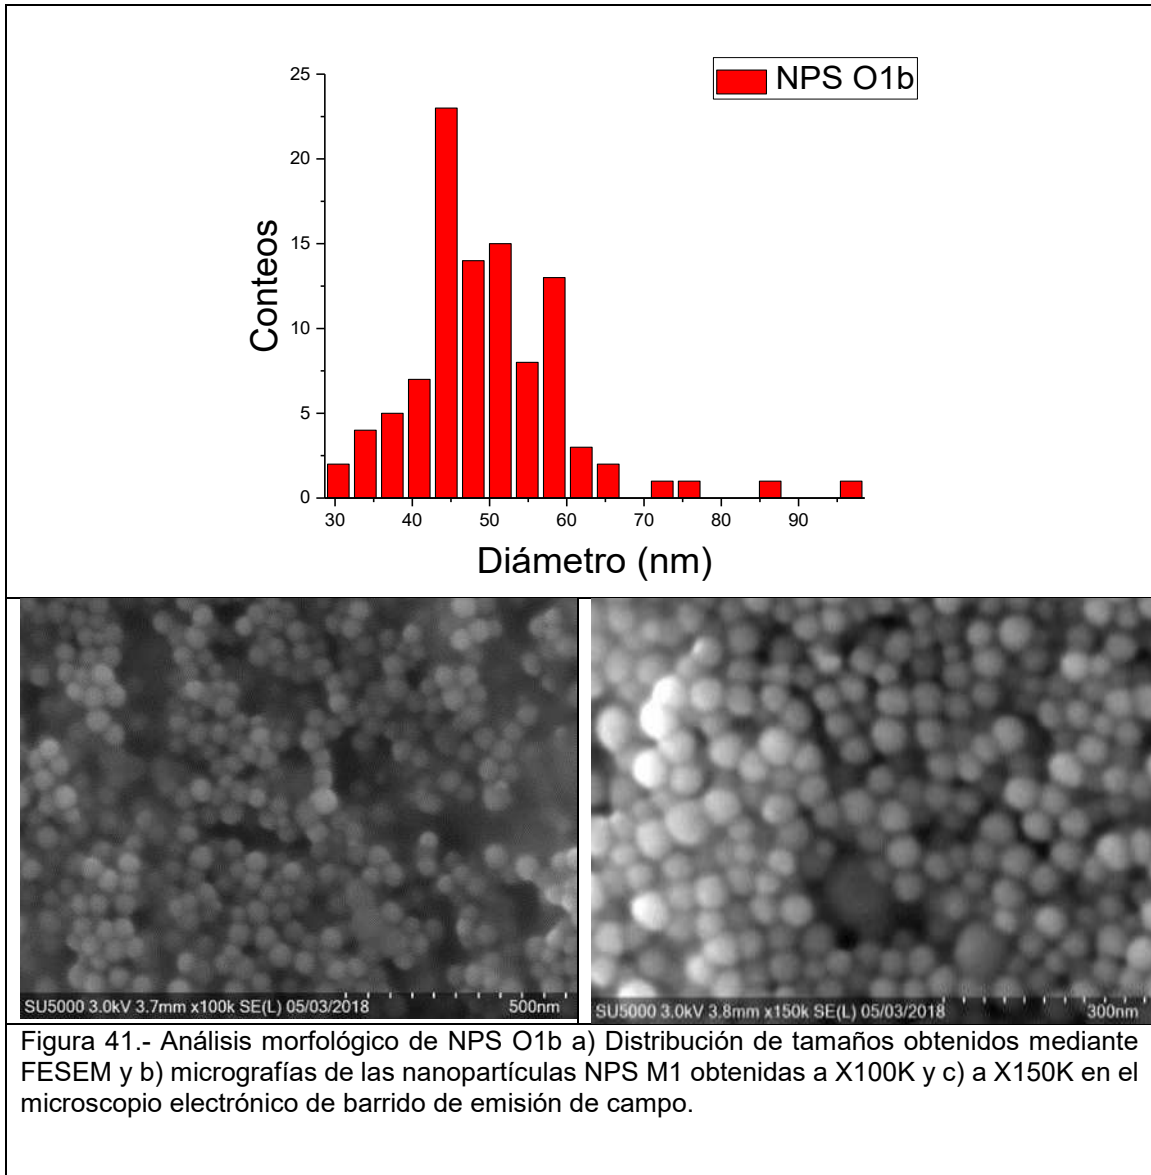 NPS O1b
25
20
15
10
5
0
Conteos
30 40 50 60 70 80 90
Diámetro (nm)
SU5000 3.0kV 3.7mm x100k SE(L) 05/03/2018 500nm
SU5000 3.0kV 3.8mm x150k SE(L) 05/03/2018 300nm
Figura 41.- Análisis morfológico de NPS O1b a) Distribución de tamaños obtenidos mediante
FESEM y b) micrografías de las nanopartículas NPS M1 obtenidas a X100K y c) a X150K en el
microscopio electrónico de barrido de emisión de campo.